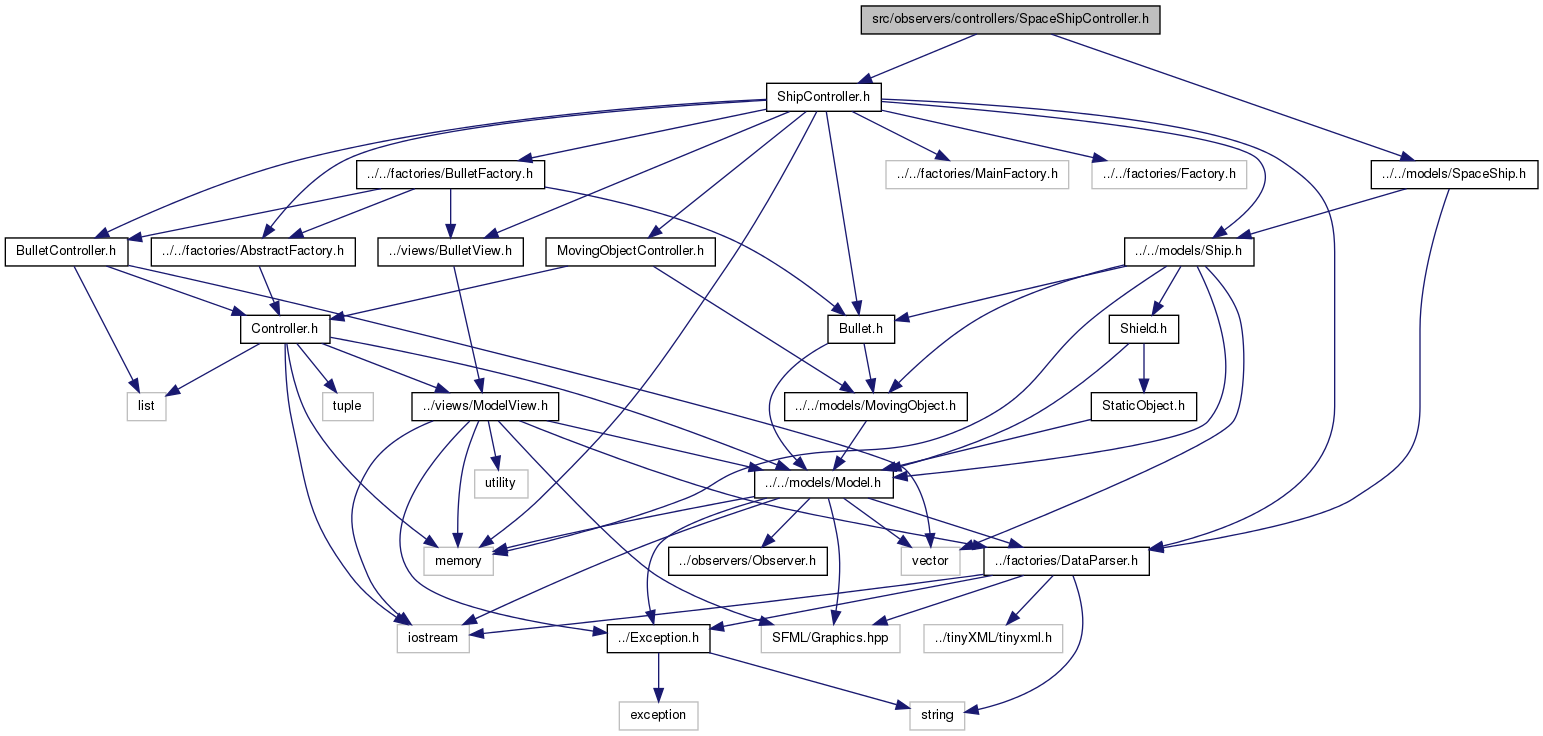 src/observers/controllers/SpaceShipController.h
ShipController.h
../../factories/BulletFactory.h
../../factories/MainFactory.h
../../factories/Factory.h
../../models/SpaceShip.h
BulletController.h
../../factories/AbstractFactory.h
../views/BulletView.h
MovingObjectController.h
../../models/Ship.h
Controller.h
Bullet.h
Shield.h
list
tuple
../views/ModelView.h
../../models/MovingObject.h
StaticObject.h
utility
../../models/Model.h
memory
../observers/Observer.h
vector
../factories/DataParser.h
iostream
../Exception.h
SFML/Graphics.hpp
../tinyXML/tinyxml.h
exception
string